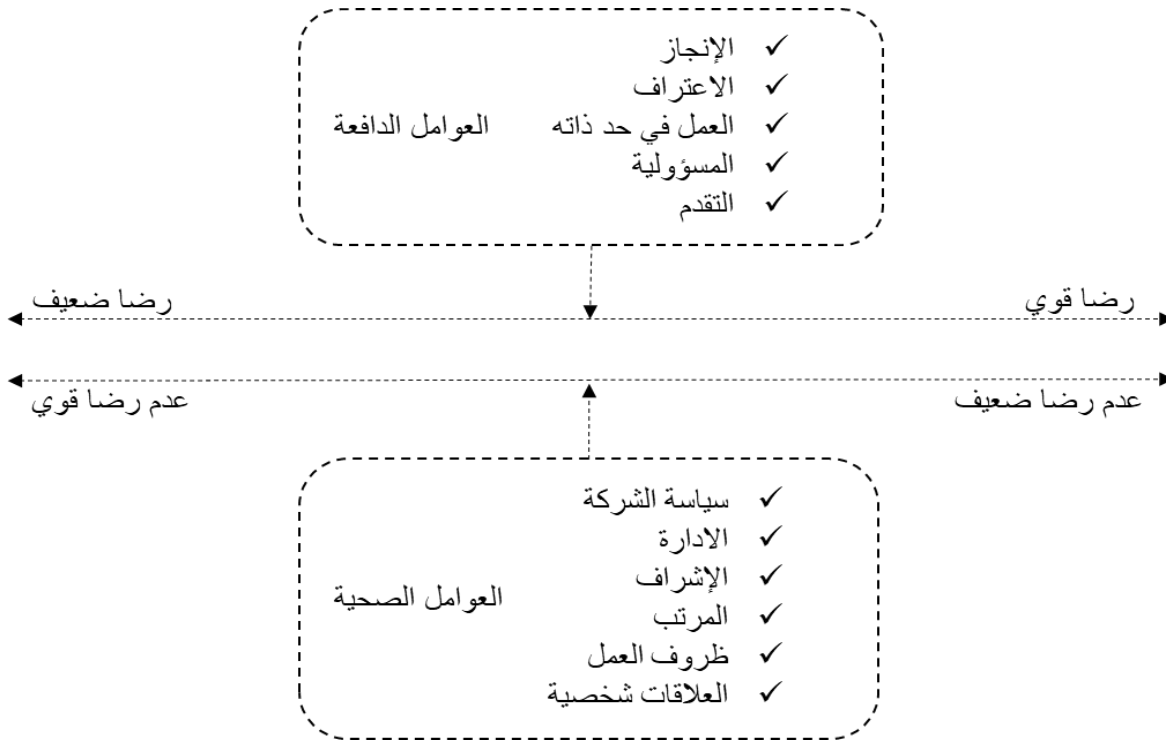 ✓ الإنجاز
✓ الاعتراف
✓ العمل في حد ذاته
العوامل الدافعة
✓ المسؤولية
✓ التقدم
رضا قوي
رضا ضعيف
عدم رضا ضعيف
عدم رضا قوي
✓ سياسة الشركة
✓ الادارة
✓ الإشراف
العوامل الصحية
✓ المرتب
✓ ظروف العمل
✓ العلاقات شخصية